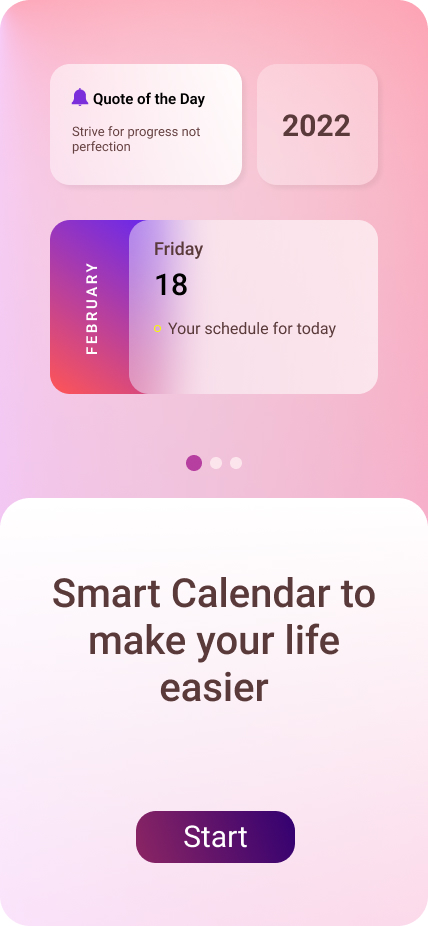 Quote of the Day
Strive for progress not
perfection
2022
FEBRUARY
Friday
18
Your schedule for today
Smart Calendar to
make your life
easier
Start